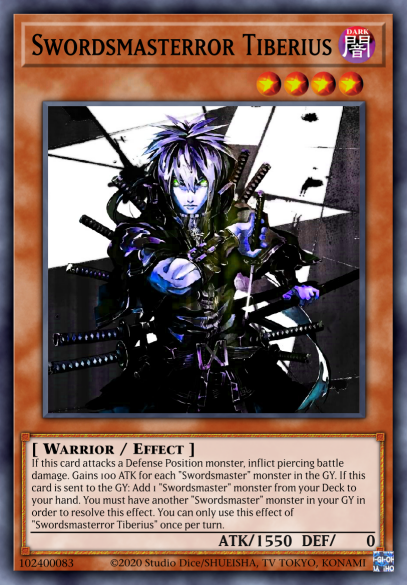 SWORDSMASTERROR TIBERIUS
DARK
闇
[ WARRIOR / EFFECT ]
If this card attacks a Defense Position monster, inflict piercing battle
damage. Gains 100 ATK for each "Swordsmaster" monster in the GY. If this
card is sent to the GY: Add 1 "Swordsmaster" monster from your Deck to
your hand. You must have another "Swordsmaster" monster in your GY in
order to resolve this effect. You can only use this effect of
"Swordsmasterror Tiberius" once per turn.
ATK/1550 DEF/ 0
102400083 ©2020 Studio Dice/SHUEISHA, TV TOKYO, KONAMI